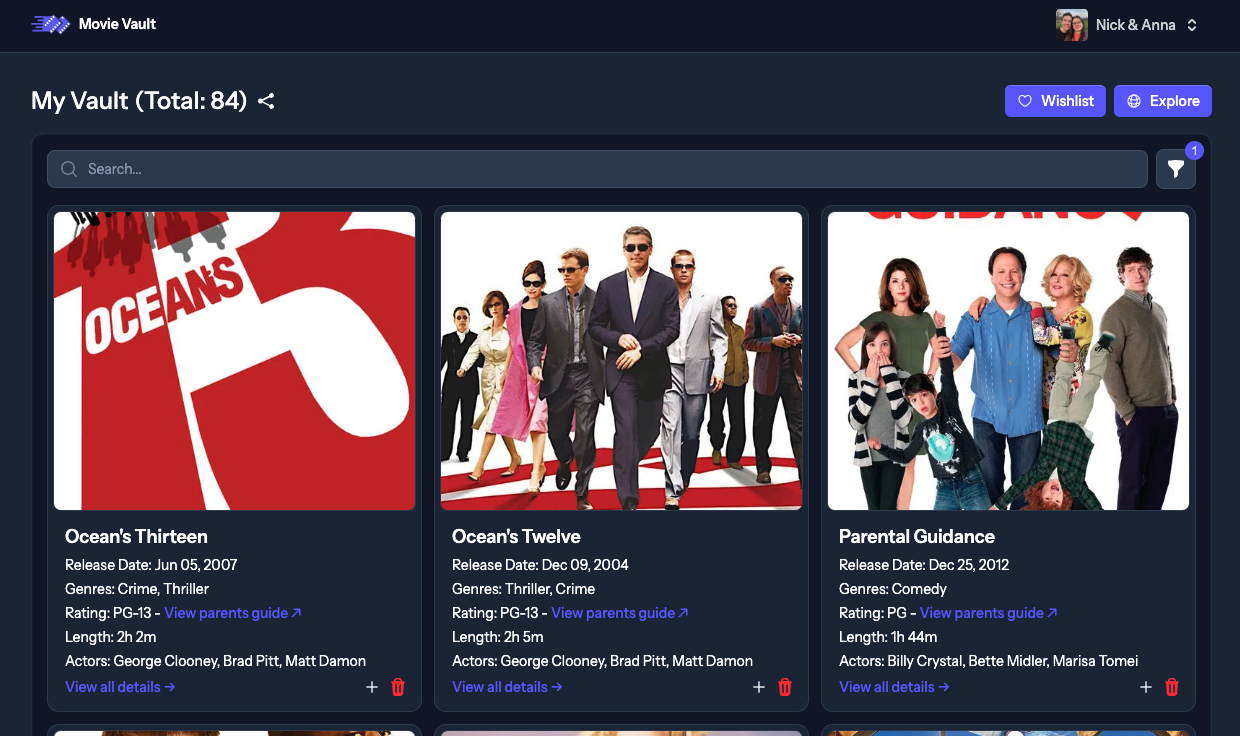 Movie Vault
Nick & Anna
My Vault (Total: 84)
Wishlist
Explore
Search...
1
OCEAN'S
GUIDANCE
Ocean's Thirteen
Release Date: Jun 05, 2007
Genres: Crime, Thriller
Rating: PG-13 - View parents guide ↗
Length: 2h 2m
Actors: George Clooney, Brad Pitt, Matt Damon
View all details →
Ocean's Twelve
Release Date: Dec 09, 2004
Genres: Thriller, Crime
Rating: PG-13 - View parents guide ↗
Length: 2h 5m
Actors: George Clooney, Brad Pitt, Matt Damon
View all details →
Parental Guidance
Release Date: Dec 25, 2012
Genres: Comedy
Rating: PG - View parents guide ↗
Length: 1h 44m
Actors: Billy Crystal, Bette Midler, Marisa Tomei
View all details →